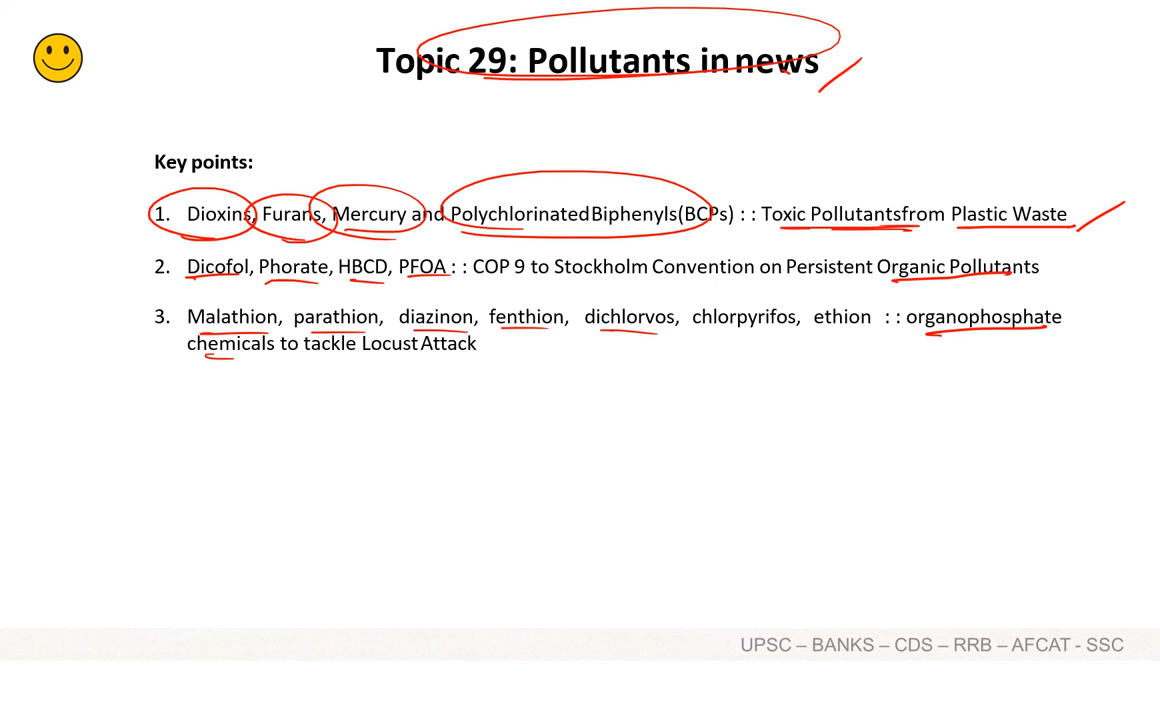 Topic 29: Pollutants in news
Key points:
1. Dioxins, Furans, Mercury and Polychlorinated Biphenyls(BCPs) : : Toxic Pollutantsfrom Plastic Waste
2. Dicofol, Phorate, HBCD, PFOA : : COP 9 to Stockholm Convention on Persistent Organic Pollutants
3. Malathion, parathion, diazinon, fenthion, dichlorvos, chlorpyrifos, ethion : : organophosphate
chemicals to tackle Locust Attack
UPSC – BANKS – CDS – RRB – AFCAT - SSC